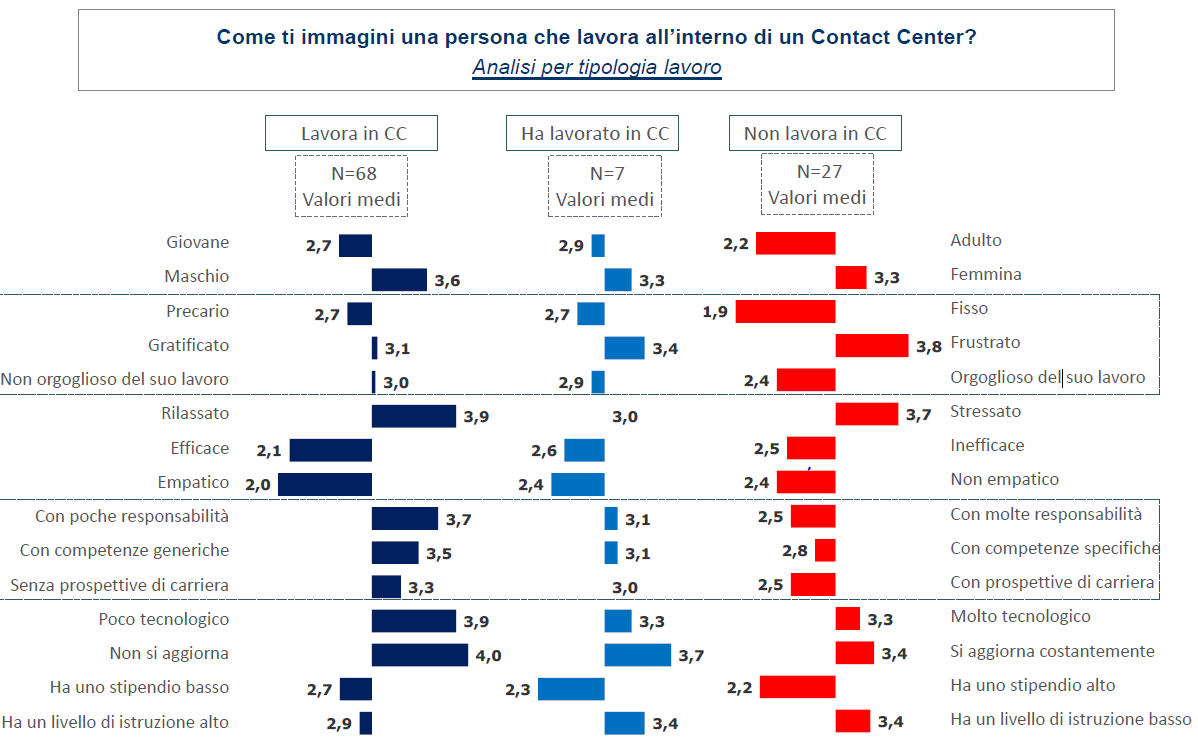 Come ti immagini una persona che lavora all'interno di un Contact Center?
Analisi per tipologia lavoro
Lavora in CC Ha lavorato in CC Non lavora in CC
N=68 N=7 N=27
Valori medi Valori medi Valori medi
Giovane 2,7 2,9 2,2 Adulto
Maschio 3,6 3,3 3,3 Femmina
Precario 2,7 2,7 1,9 Fisso
Gratificato 3,1 3,4 3,8 Frustrato
Non orgoglioso del suo lavoro 3,0 2,9 2,4 Orgoglioso del suo lavoro
Rilassato 3,9 3,0 3,7 Stressato
Efficace 2,1 2,6 2,5 Inefficace
Empatico 2,0 2,4 2,4 Non empatico
Con poche responsabilità 3,7 3,1 2,5 Con molte responsabilità
Con competenze generiche 3,5 3,1 2,8 Con competenze specifiche
Senza prospettive di carriera 3,3 3,0 2,5 Con prospettive di carriera
Poco tecnologico 3,9 3,3 3,3 Molto tecnologico
Non si aggiorna 4,0 3,7 3,4 Si aggiorna costantemente
Ha uno stipendio basso 2,7 2,3 2,2 Ha uno stipendio alto
Ha un livello di istruzione alto 2,9 3,4 3,4 Ha un livello di istruzione basso